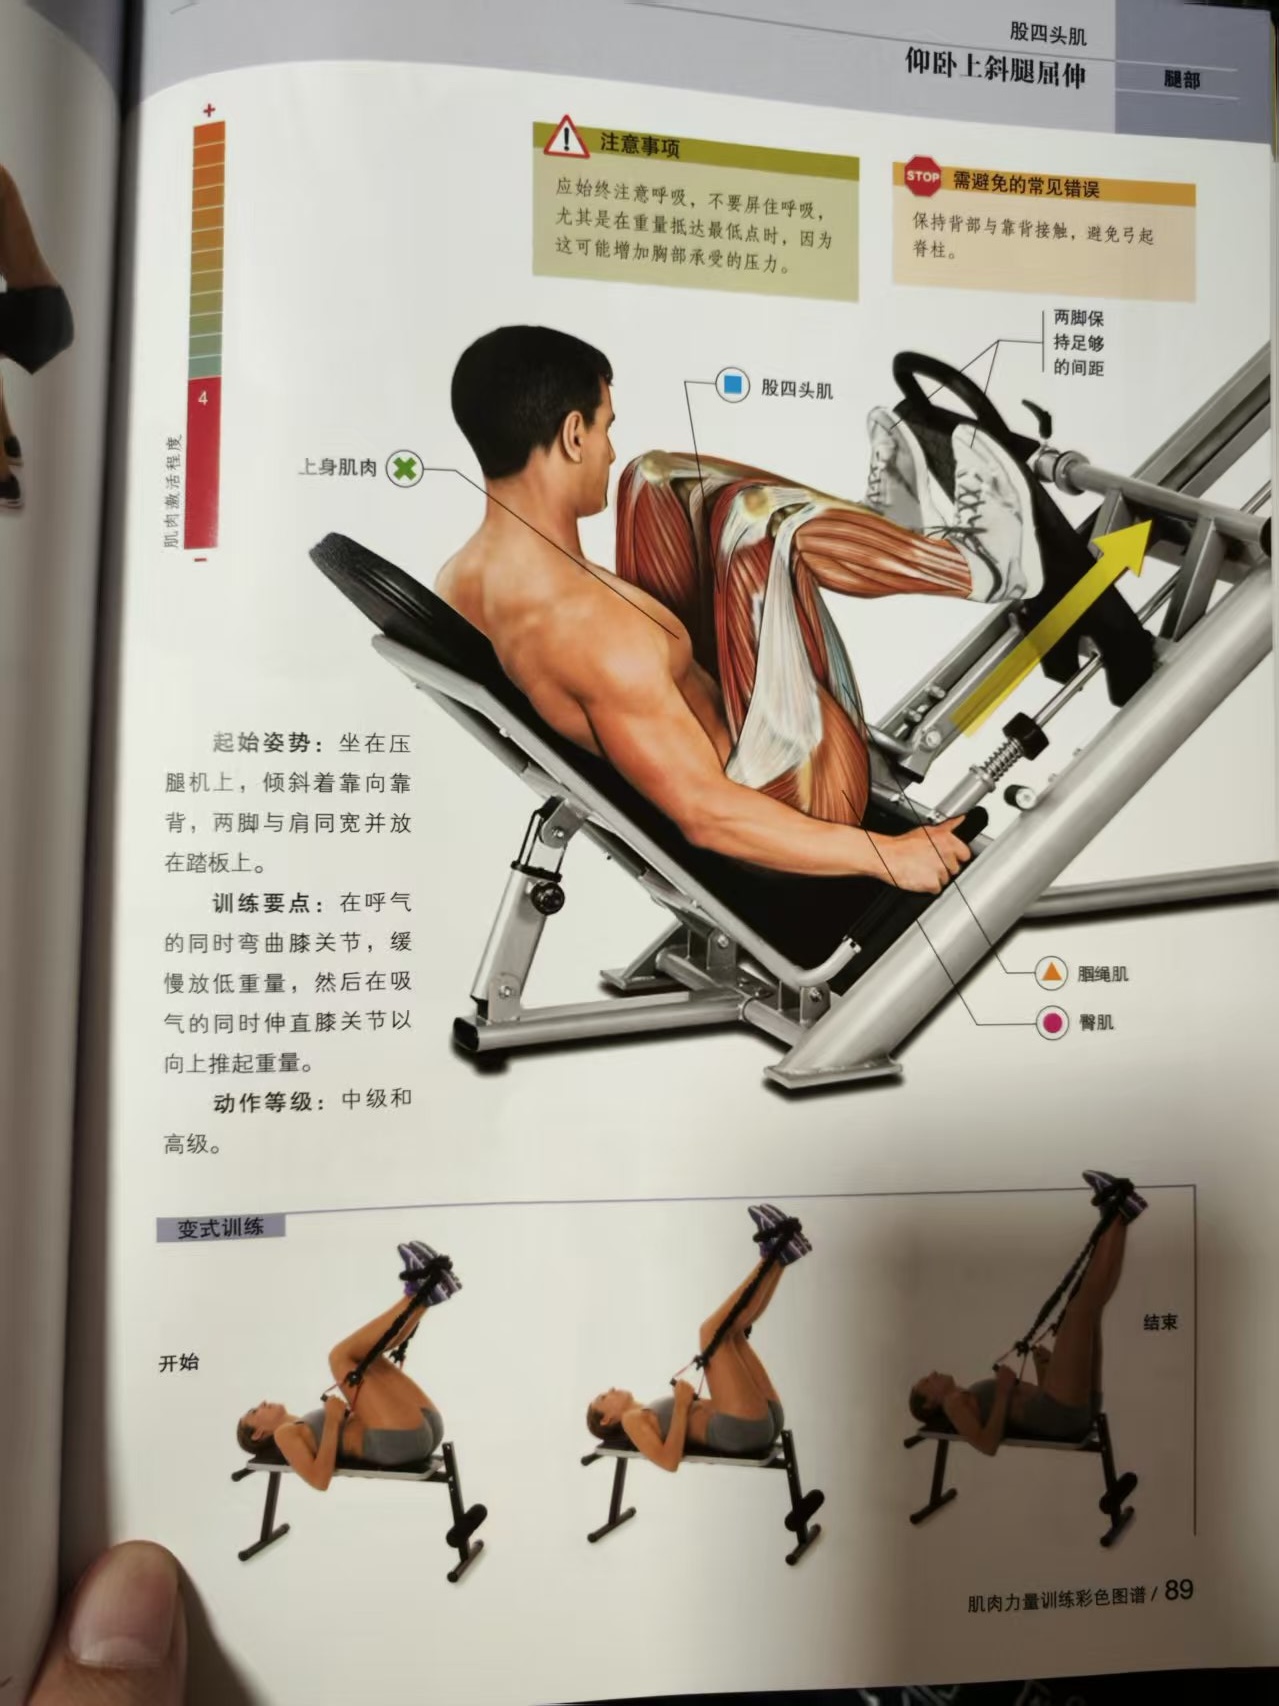 股四头肌
仰卧上斜腿屈伸
腿部
+
4
肌肉激活程度
-
注意事项
应始终注意呼吸，不要屏住呼吸，
尤其是在重量抵达最低点时，因为
这可能增加胸部承受的压力。
STOP
需避免的常见错误
保持背部与靠背接触，避免弓起
脊柱。
两脚保
持足够
的间距
股四头肌
上身肌肉
腘绳肌
臀肌
起始姿势：坐在压
腿机上，倾斜着靠向靠
背，两脚与肩同宽并放
在踏板上。
训练要点：在呼气
的同时弯曲膝关节，缓
慢放低重量，然后在吸
气的同时伸直膝关节以
向上推起重量。
动作等级：中级和
高级。
变式训练
开始
结束
肌肉力量训练彩色图谱 / 89